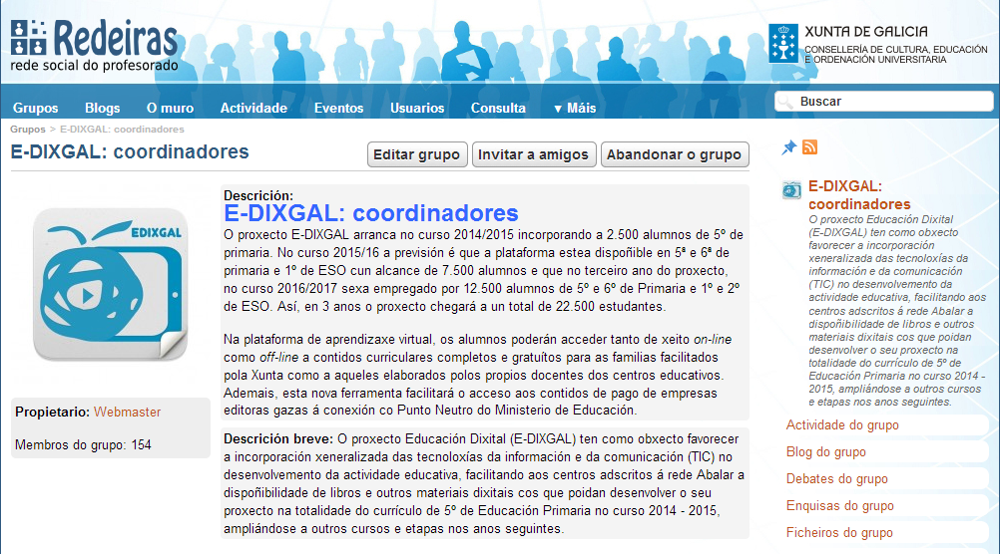 Redeiras
rede social do profesorado
XUNTA DE GALICIA
CONSELLERÍA DE CULTURA, EDUCACIÓN
E ORDENACIÓN UNIVERSITARIA
Grupos Blogs O muro Actividade Eventos Usuarios Consulta ▼ Máis
Buscar
Grupos > E-DIXGAL: coordinadores
E-DIXGAL: coordinadores
Editar grupo Invitar a amigos Abandonar o grupo
EDIXGAL
Propietario: Webmaster
Membros do grupo: 154
Descrición:
E-DIXGAL: coordinadores
O proxecto E-DIXGAL arranca no curso 2014/2015 incorporando a 2.500 alumnos de 5º de
primaria. No curso 2015/16 a previsión é que a plataforma estea dispoñible en 5ª e 6ª de
primaria e 1º de ESO cun alcance de 7.500 alumnos e que no terceiro ano do proxecto,
no curso 2016/2017 sexa empregado por 12.500 alumnos de 5º e 6º de Primaria e 1º e 2º
de ESO. Así, en 3 anos o proxecto chegará a un total de 22.500 estudantes.
Na plataforma de aprendizaxe virtual, os alumnos poderán acceder tanto de xeito on-line
como off-line a contidos curriculares completos e gratuítos para as familias facilitados
pola Xunta como a aqueles elaborados polos propios docentes dos centros educativos.
Ademais, esta nova ferramenta facilitará o acceso aos contidos de pago de empresas
editoras gazas á conexión co Punto Neutro do Ministerio de Educación.
Descrición breve: O proxecto Educación Dixital (E-DIXGAL) ten como obxecto favorecer
a incorporación xeneralizada das tecnoloxías da información e da comunicación (TIC) no
desenvolvemento da actividade educativa, facilitando aos centros adscritos á rede Abalar a
dispoñibilidade de libros e outros materiais dixitais cos que poidan desenvolver o seu
proxecto na totalidade do currículo de 5º de Educación Primaria no curso 2014 - 2015,
ampliándose a outros cursos e etapas nos anos seguintes.
E-DIXGAL:
coordinadores
O proxecto Educación Dixital
(E-DIXGAL) ten como obxecto
favorecer a incorporación
xeneralizada das tecnoloxías da
información e da comunicación
(TIC) no desenvolvemento da
actividade educativa, facilitando aos
centros adscritos á rede Abalar a
dispoñibilidade de libros e outros
materiais dixitais cos que poidan
desenvolver o seu proxecto na
totalidade do currículo de 5º de
Educación Primaria no curso 2014 -
2015, ampliándose a outros cursos
e etapas nos anos seguintes.
Actividade do grupo
Blog do grupo
Debates do grupo
Enquisas do grupo
Ficheiros do grupo